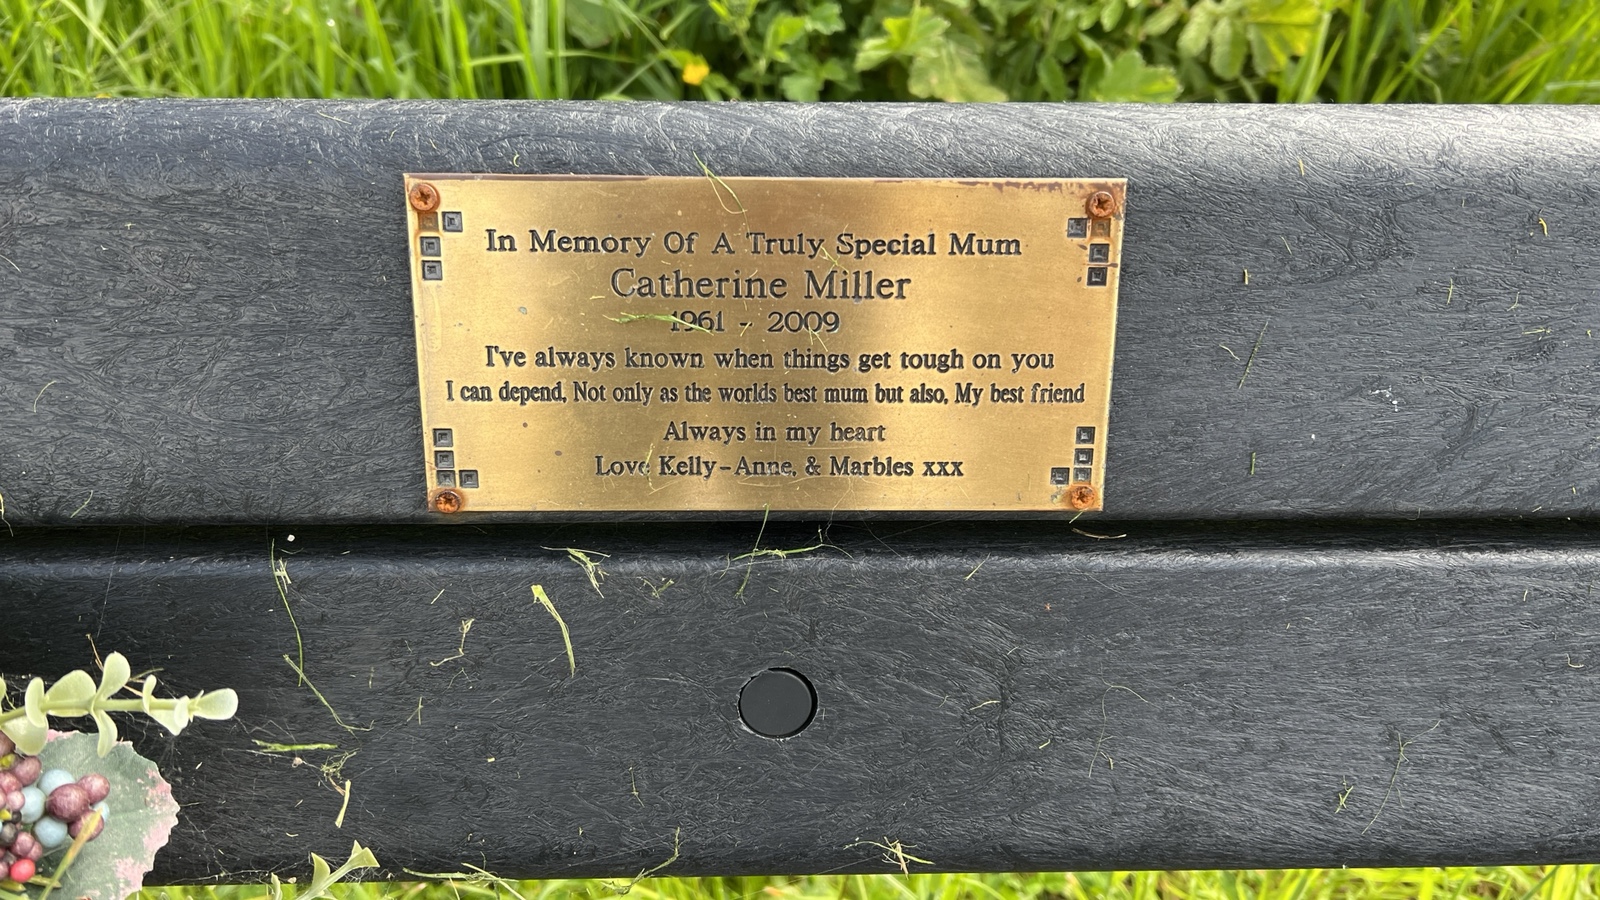 In Memory Of A Truly Special Mum
Catherine Miller
1961 - 2009
I've always known when things get tough on you
I can depend, Not only as the worlds best mum but also, My best friend
Always in my heart
Love Kelly-Anne, & Marbles xxx